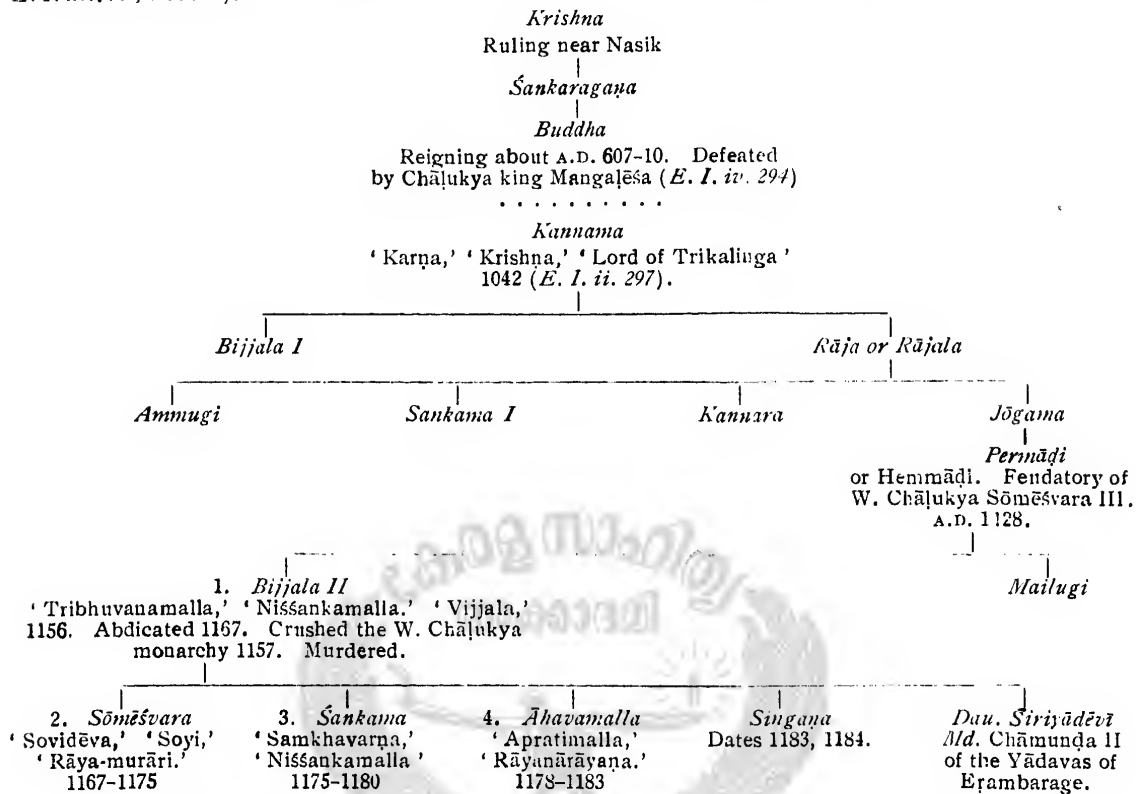 Krishna
Ruling near Nasik
Śankaragaṇa
Buddha
Reigning about A.D. 607-10. Defeated
by Chāḷukya king Mangaḷēśa (E. I. iv. 294)
. . . . . . . . . .
Kannama
' Karṇa,' ' Krishṇa,' ' Lord of Trikalinga '
1042 (E. I. ii. 297).
Bijjala I Rāja or Rājala
Ammugi Sankama I Kannara Jōgama
Permāḍi
or Hemmāḍi. Feudatory of
W. Chāḷukya Sōmēśvara III.
A.D. 1128.
1. Bijjala II Mailugi
' Tribhuvanamalla,' ' Niśśankamalla.' ' Vijjala,'
1156. Abdicated 1167. Crushed the W. Chāḷukya
monarchy 1157. Murdered.
2. Sōmēśvara 3. Śankama 4. Āhavamalla Singaṇa Dau. Siriyādēvī
' Sovidēva,' ' Soyi,' ' Samkhavarṇa,' ' Apratimalla,' Dates 1183, 1184. Md. Chāmunda II
' Rāya-murāri.' ' Niśśankamalla ' ' Rāyanārāyaṇa.' of the Yādavas of
1167-1175 1175-1180 1178-1183 Eṛambarage.